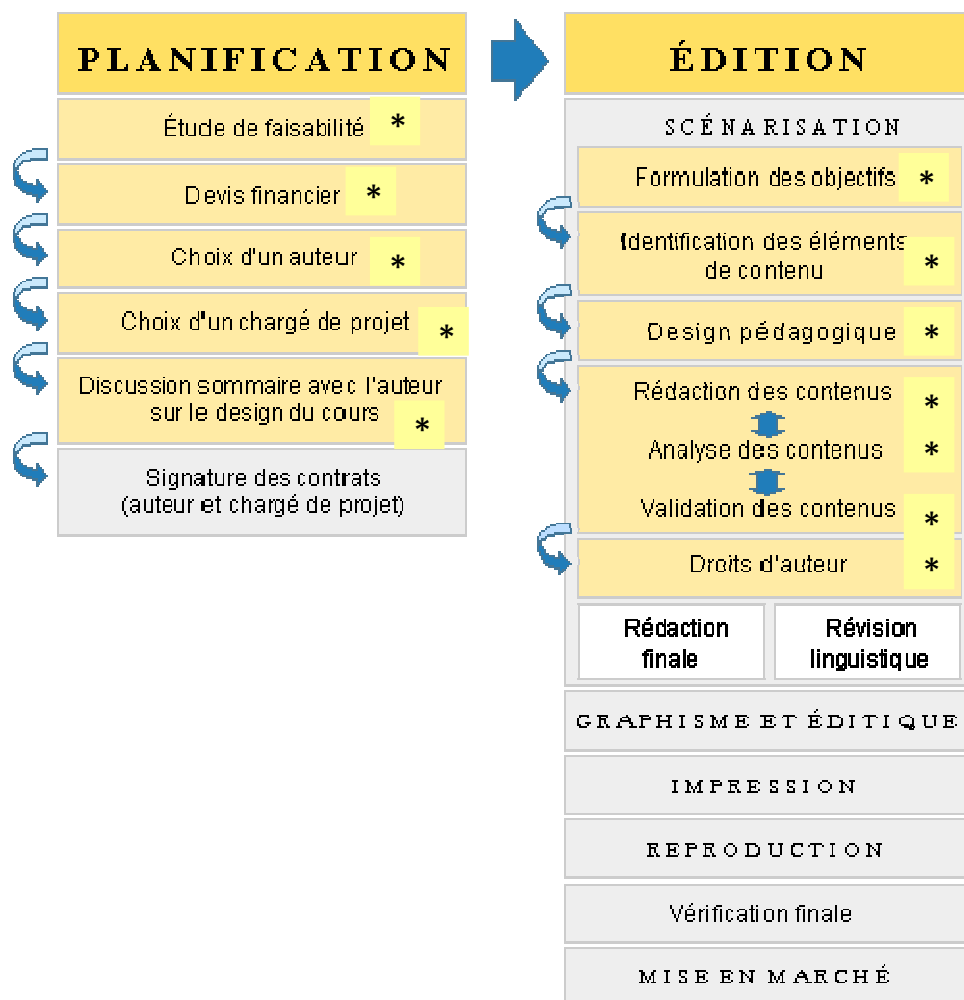 PLANIFICATION
Étude de faisabilité *
Devis financier *
Choix d'un auteur *
Choix d'un chargé de projet *
Discussion sommaire avec l'auteur
sur le design du cours *
Signature des contrats
(auteur et chargé de projet)
ÉDITION
SCÉNARISATION
Formulation des objectifs *
Identification des éléments
de contenu *
Design pédagogique *
Rédaction des contenus *
Analyse des contenus *
Validation des contenus *
Droits d'auteur *
Rédaction
finale
Révision
linguistique
GRAPHISME ET ÉDITIQUE
IMPRESSION
REPRODUCTION
Vérification finale
MISE EN MARCHÉ